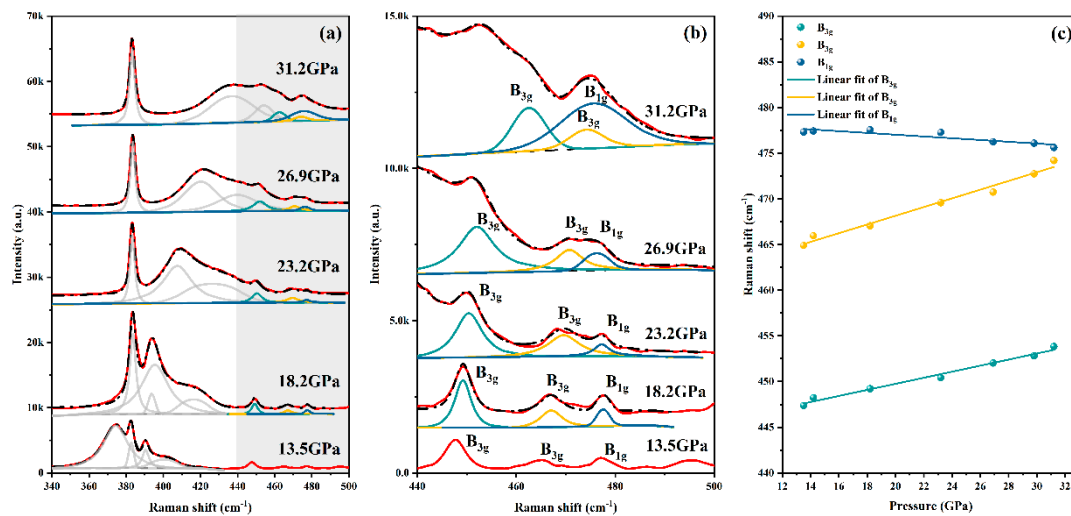 70k
60k
50k
40k
30k
20k
10k
0
Intensity (a.u.)
(a)
31.2GPa
26.9GPa
23.2GPa
18.2GPa
13.5GPa
340 360 380 400 420 440 460 480 500
Raman shift (cm⁻¹)
15.0k
10.0k
5.0k
0.0
Intensity (a.u.)
(b)
B3g
B1g
31.2GPa
B3g
B3g
B3g
B1g
26.9GPa
B3g
B3g
B1g
23.2GPa
B3g
B3g
B1g
18.2GPa
B3g
B3g
B1g
13.5GPa
440 460 480 500
Raman shift (cm⁻¹)
490
485
480
475
470
465
460
455
450
445
440
Raman shift (cm⁻¹)
(c)
B3g
B3g
B1g
Linear fit of B3g
Linear fit of B3g
Linear fit of B1g
12 14 16 18 20 22 24 26 28 30 32
Pressure (GPa)